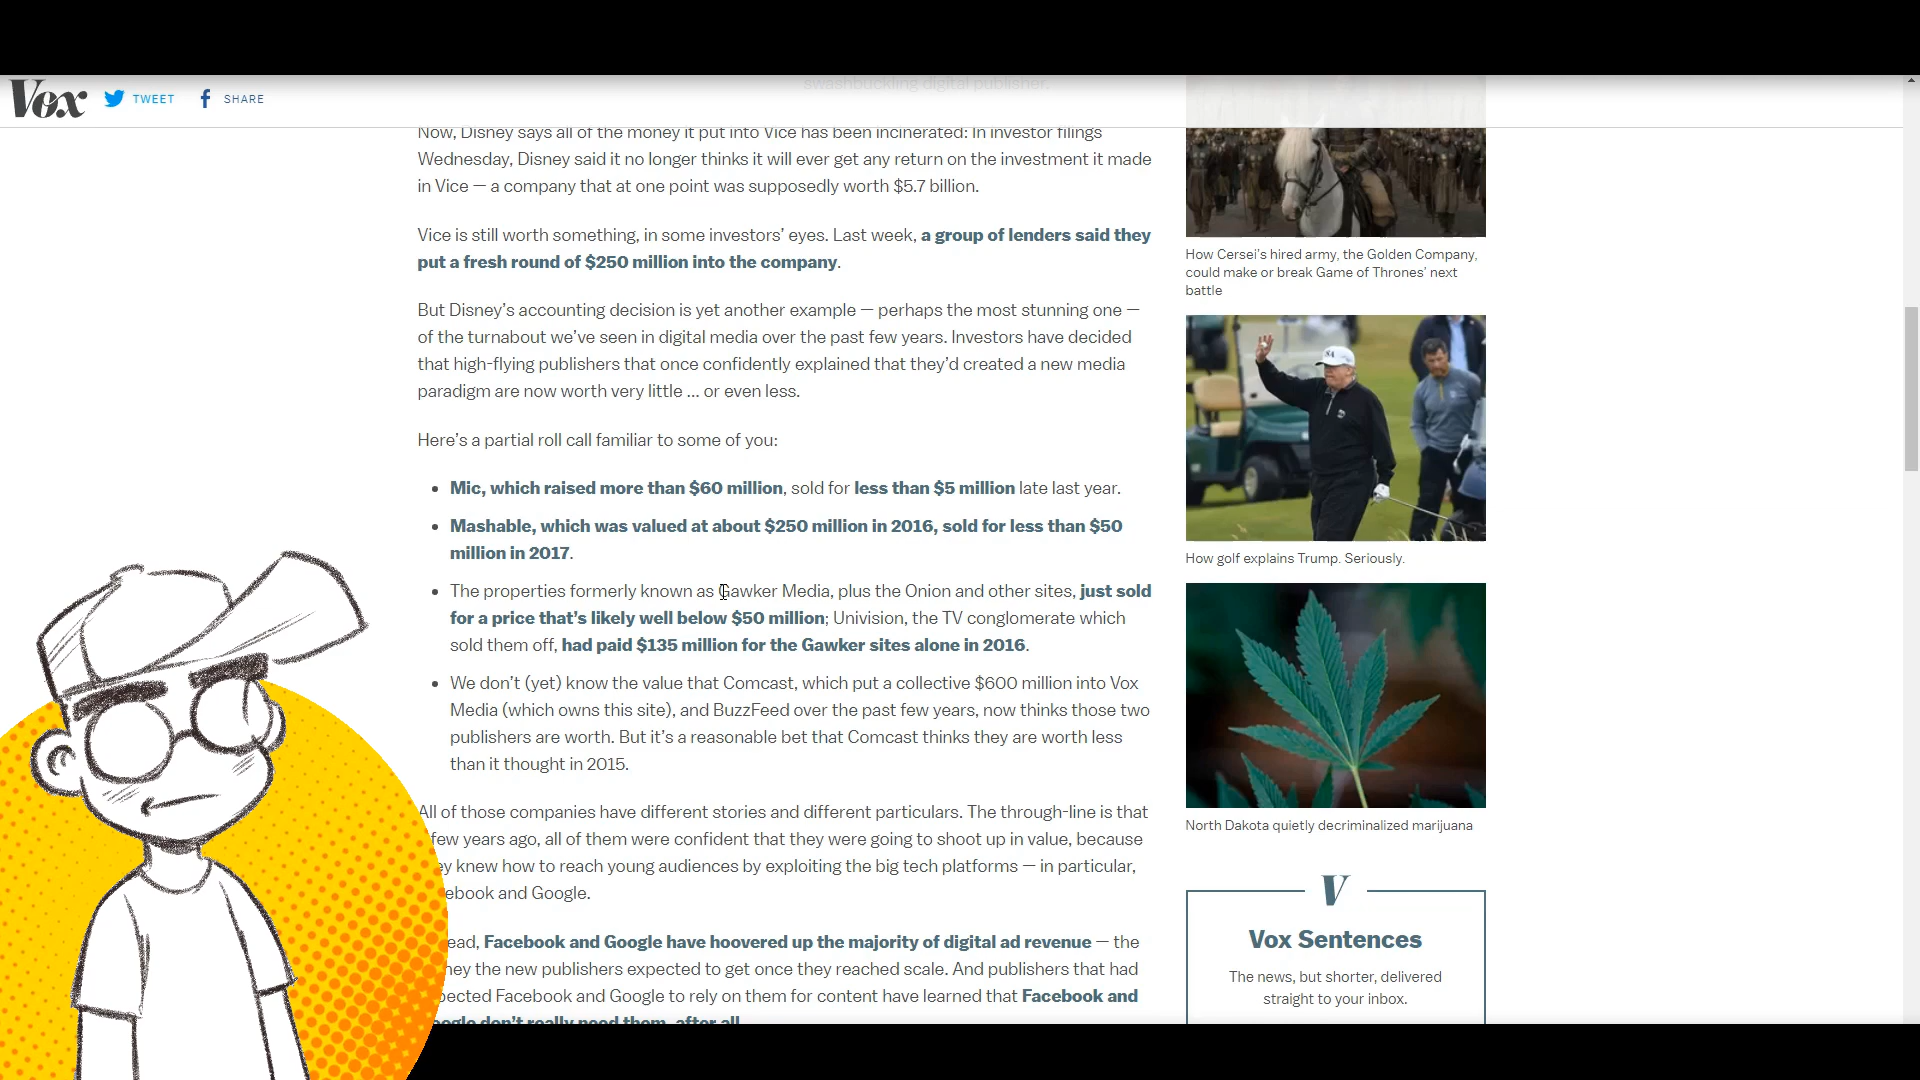 swashbuckling digital publisher.
Vox
TWEET
SHARE
Now, Disney says all of the money it put into Vice has been incinerated: In investor filings
Wednesday, Disney said it no longer thinks it will ever get any return on the investment it made
in Vice — a company that at one point was supposedly worth $5.7 billion.
Vice is still worth something, in some investors’ eyes. Last week, a group of lenders said they
put a fresh round of $250 million into the company.
But Disney’s accounting decision is yet another example — perhaps the most stunning one —
of the turnabout we’ve seen in digital media over the past few years. Investors have decided
that high-flying publishers that once confidently explained that they’d created a new media
paradigm are now worth very little ... or even less.
Here’s a partial roll call familiar to some of you:
• Mic, which raised more than $60 million, sold for less than $5 million late last year.
• Mashable, which was valued at about $250 million in 2016, sold for less than $50
million in 2017.
• The properties formerly known as Gawker Media, plus the Onion and other sites, just sold
for a price that’s likely well below $50 million; Univision, the TV conglomerate which
sold them off, had paid $135 million for the Gawker sites alone in 2016.
• We don’t (yet) know the value that Comcast, which put a collective $600 million into Vox
Media (which owns this site), and BuzzFeed over the past few years, now thinks those two
publishers are worth. But it’s a reasonable bet that Comcast thinks they are worth less
than it thought in 2015.
All of those companies have different stories and different particulars. The through-line is that
few years ago, all of them were confident that they were going to shoot up in value, because
ey knew how to reach young audiences by exploiting the big tech platforms — in particular,
ebook and Google.
ead, Facebook and Google have hoovered up the majority of digital ad revenue — the
ney the new publishers expected to get once they reached scale. And publishers that had
pected Facebook and Google to rely on them for content have learned that Facebook and
oogle don’t really need them, after all
SA
How Cersei’s hired army, the Golden Company,
could make or break Game of Thrones’ next
battle
How golf explains Trump. Seriously.
North Dakota quietly decriminalized marijuana
V
Vox Sentences
The news, but shorter, delivered
straight to your inbox.